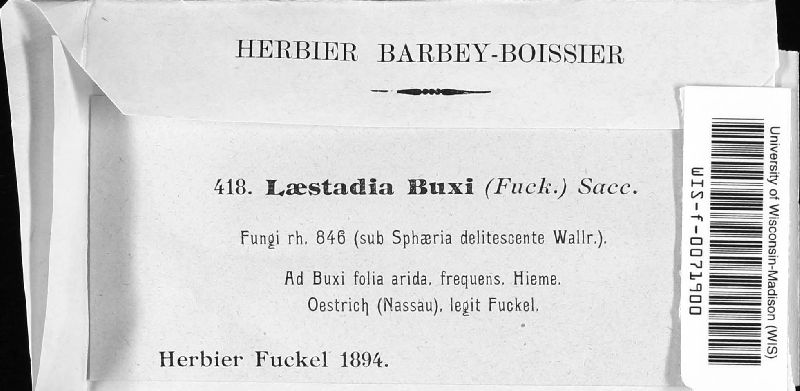 HERBIER BARBEY-BOISSIER
418. Læstadia Buxi (Fuck.) Sacc.
Fungi rh. 846 (sub Sphæria delitescente Wallr.).
Ad Buxi folia arida, frequens. Hieme.
Oestrich (Nassau), legit Fuckel.
Herbier Fuckel 1894.
University of Wisconsin-Madison (WIS)
WIS-f-0071900